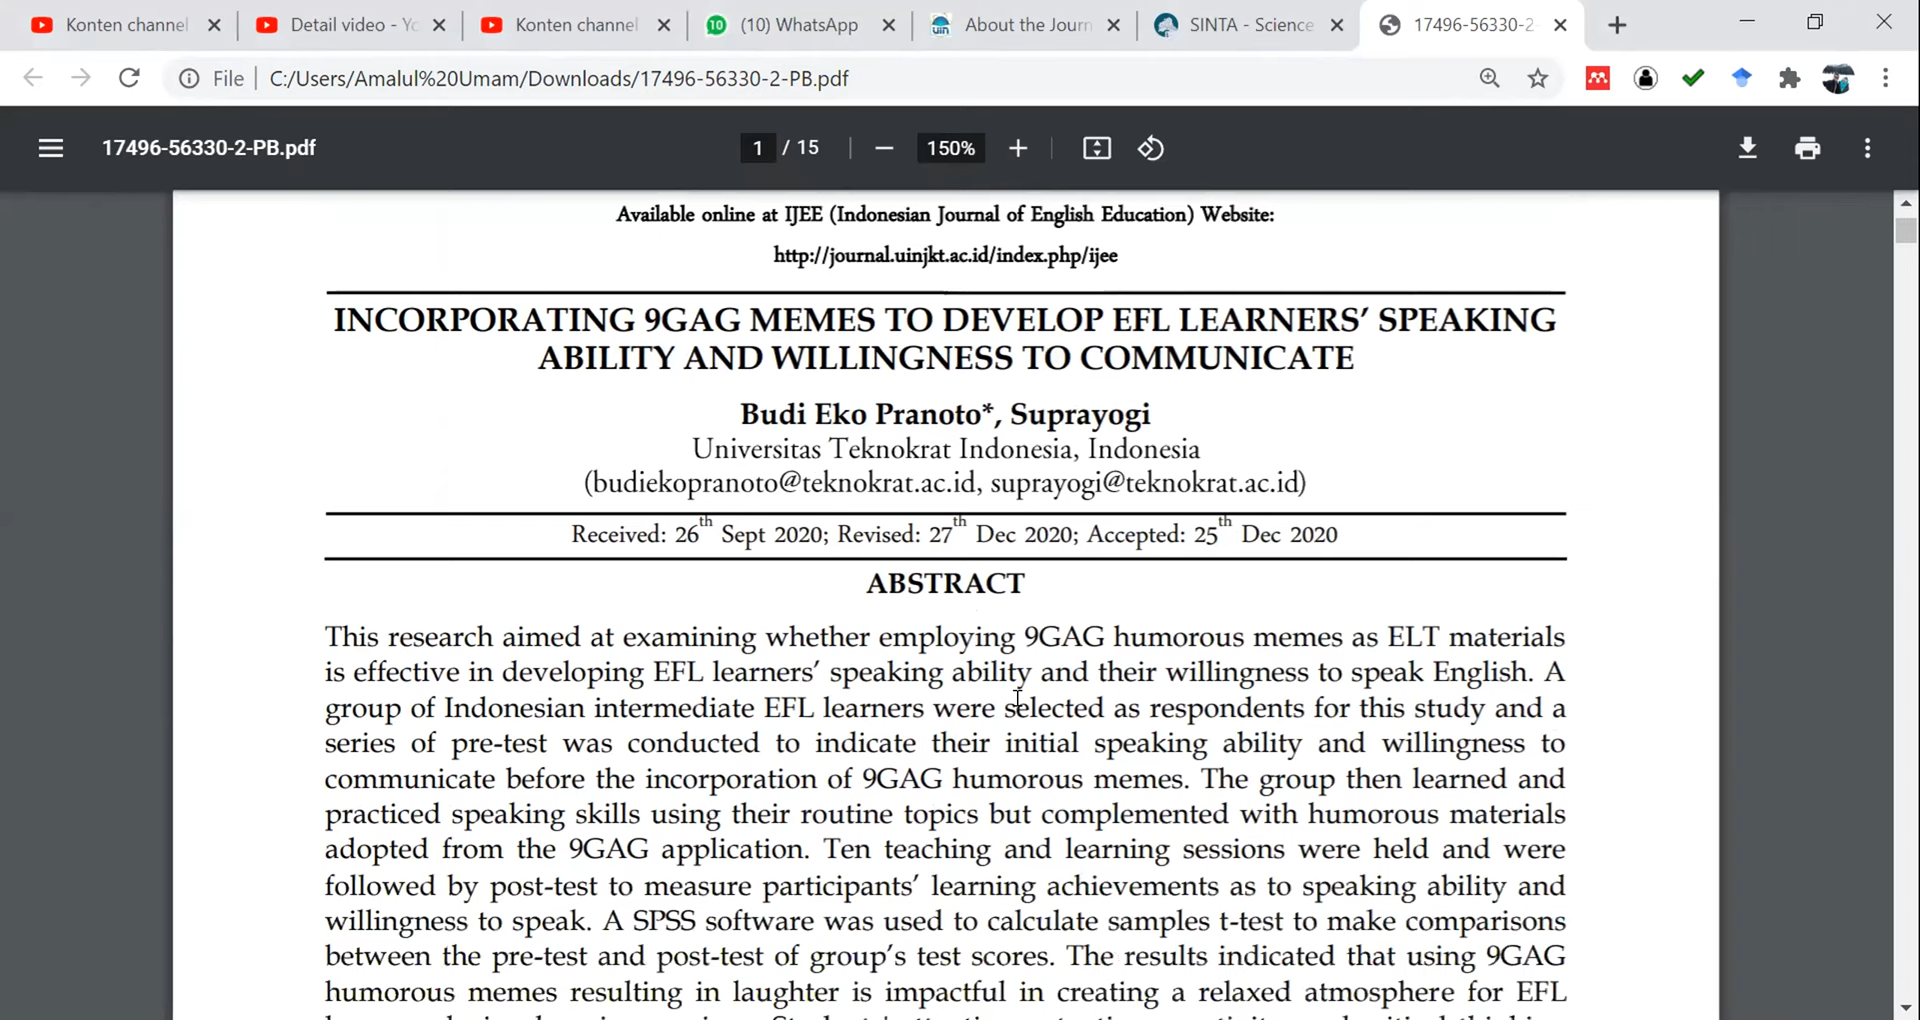 Konten channel
Detail video - Yo
Konten channel
(10) WhatsApp
About the Journ
SINTA - Science
17496-56330-2-
File C:/Users/Amalul%20Umam/Downloads/17496-56330-2-PB.pdf
17496-56330-2-PB.pdf
1 / 15
150%
Available online at IJEE (Indonesian Journal of English Education) Website:
http://journal.uinjkt.ac.id/index.php/ijee
INCORPORATING 9GAG MEMES TO DEVELOP EFL LEARNERS’ SPEAKING
ABILITY AND WILLINGNESS TO COMMUNICATE
Budi Eko Pranoto*, Suprayogi
Universitas Teknokrat Indonesia, Indonesia
(budiekopranoto@teknokrat.ac.id, suprayogi@teknokrat.ac.id)
Received: 26th Sept 2020; Revised: 27th Dec 2020; Accepted: 25th Dec 2020
ABSTRACT
This research aimed at examining whether employing 9GAG humorous memes as ELT materials
is effective in developing EFL learners’ speaking ability and their willingness to speak English. A
group of Indonesian intermediate EFL learners were selected as respondents for this study and a
series of pre-test was conducted to indicate their initial speaking ability and willingness to
communicate before the incorporation of 9GAG humorous memes. The group then learned and
practiced speaking skills using their routine topics but complemented with humorous materials
adopted from the 9GAG application. Ten teaching and learning sessions were held and were
followed by post-test to measure participants’ learning achievements as to speaking ability and
willingness to speak. A SPSS software was used to calculate samples t-test to make comparisons
between the pre-test and post-test of group’s test scores. The results indicated that using 9GAG
humorous memes resulting in laughter is impactful in creating a relaxed atmosphere for EFL